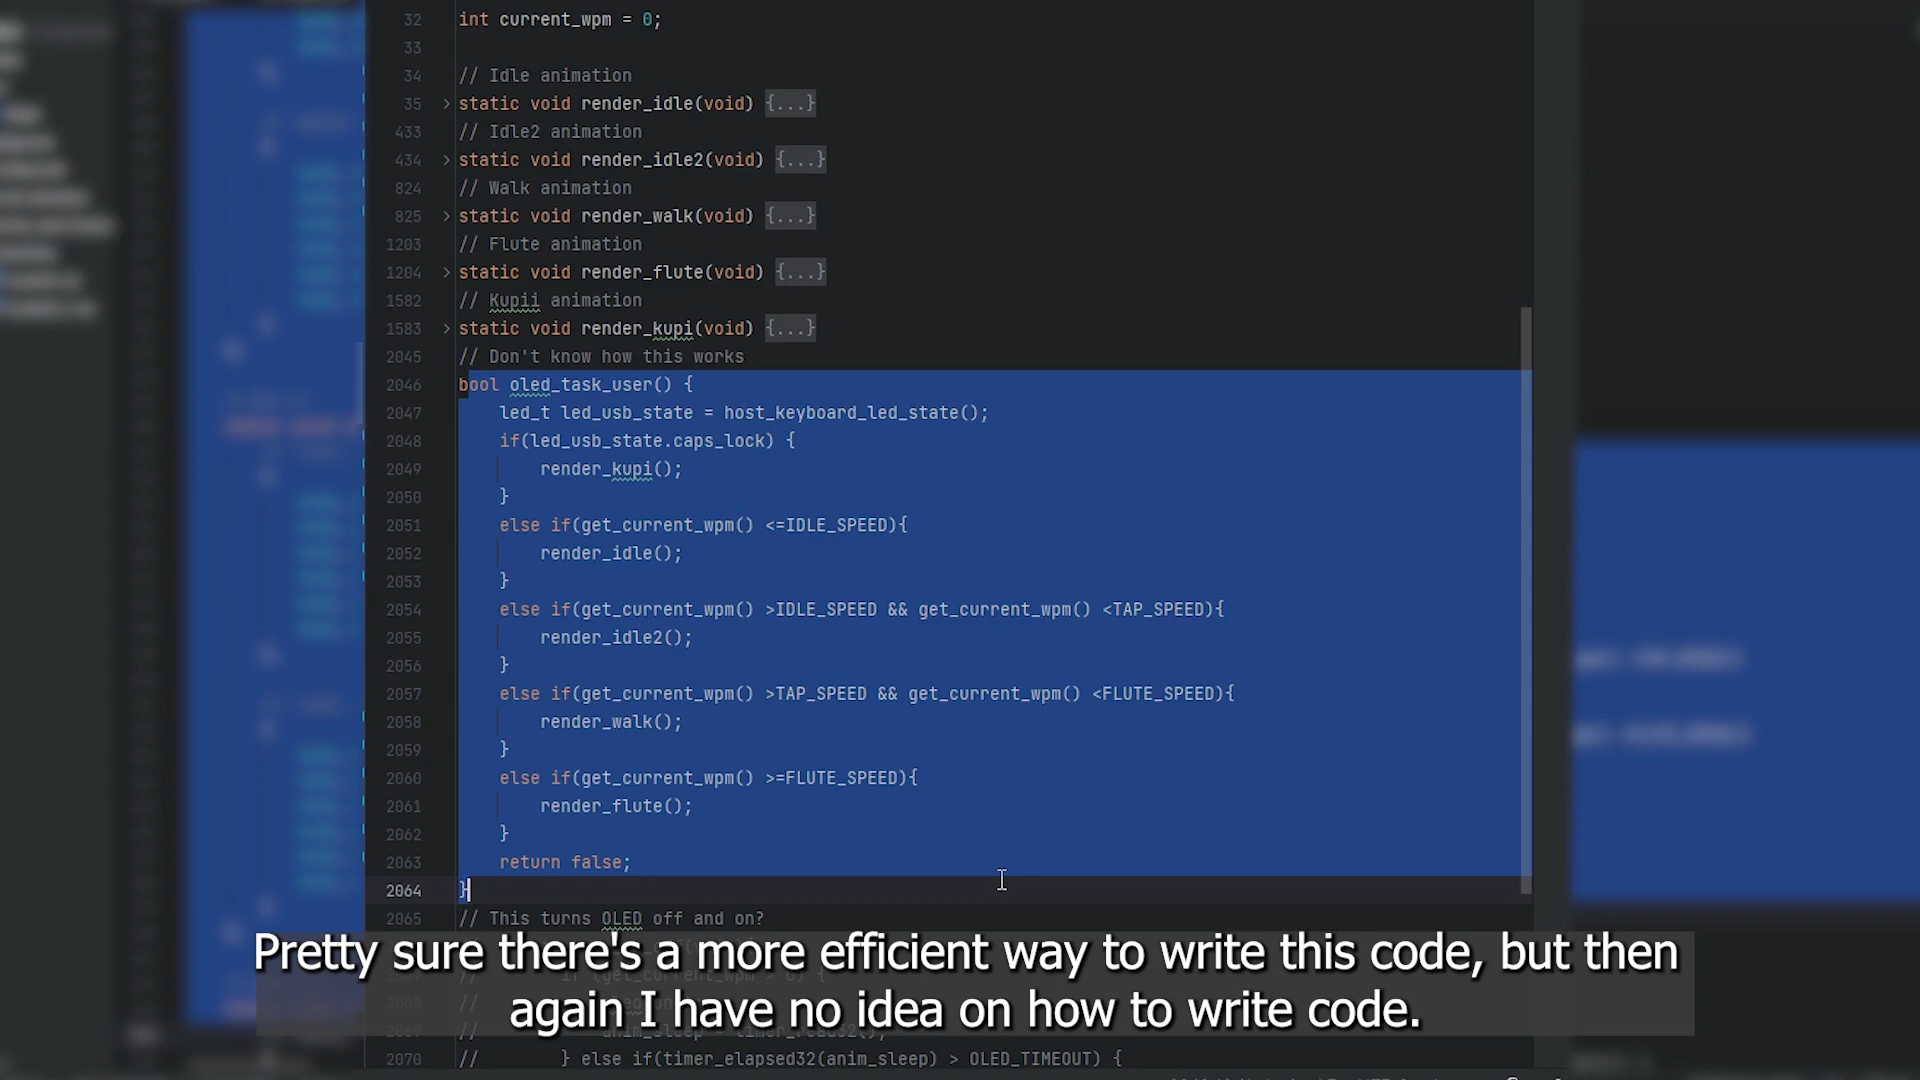 32 int current_wpm = 0;
33
34 // Idle animation
35 static void render_idle(void) {...}
433 // Idle2 animation
434 static void render_idle2(void) {...}
824 // Walk animation
825 static void render_walk(void) {...}
1203 // Flute animation
1204 static void render_flute(void) {...}
1582 // Kupii animation
1583 static void render_kupi(void) {...}
2045 // Don't know how this works
2046 bool oled_task_user() {
2047 led_t led_usb_state = host_keyboard_led_state();
2048 if(led_usb_state.caps_lock) {
2049 render_kupi();
2050 }
2051 else if(get_current_wpm() <=IDLE_SPEED){
2052 render_idle();
2053 }
2054 else if(get_current_wpm() >IDLE_SPEED && get_current_wpm() <TAP_SPEED){
2055 render_idle2();
2056 }
2057 else if(get_current_wpm() >TAP_SPEED && get_current_wpm() <FLUTE_SPEED){
2058 render_walk();
2059 }
2060 else if(get_current_wpm() >=FLUTE_SPEED){
2061 render_flute();
2062 }
2063 return false;
2064 }
2065 // This turns OLED off and on?
Pretty sure there's a more efficient way to write this code, but then
again I have no idea on how to write code.
2070 // } else if(timer_elapsed32(anim_sleep) > OLED_TIMEOUT) {